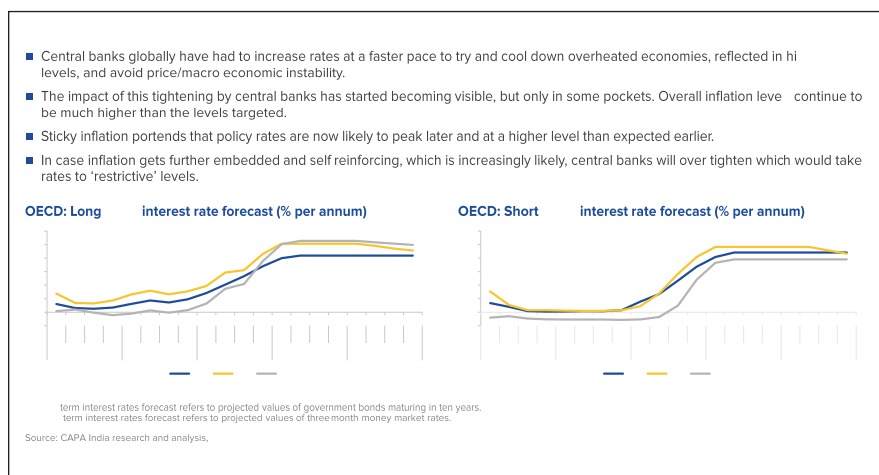 Central banks globally have had to increase rates at a faster pace to try and cool down overheated economies, reflected in hi
levels, and avoid price/macro economic instability.
The impact of this tightening by central banks has started becoming visible, but only in some pockets. Overall inflation leve continue to
be much higher than the levels targeted.
Sticky inflation portends that policy rates are now likely to peak later and at a higher level than expected earlier.
In case inflation gets further embedded and self reinforcing, which is increasingly likely, central banks will over tighten which would take
rates to ‘restrictive’ levels.
OECD: Long interest rate forecast (% per annum)
OECD: Short interest rate forecast (% per annum)
term interest rates forecast refers to projected values of government bonds maturing in ten years.
term interest rates forecast refers to projected values of three month money market rates.
Source: CAPA India research and analysis,